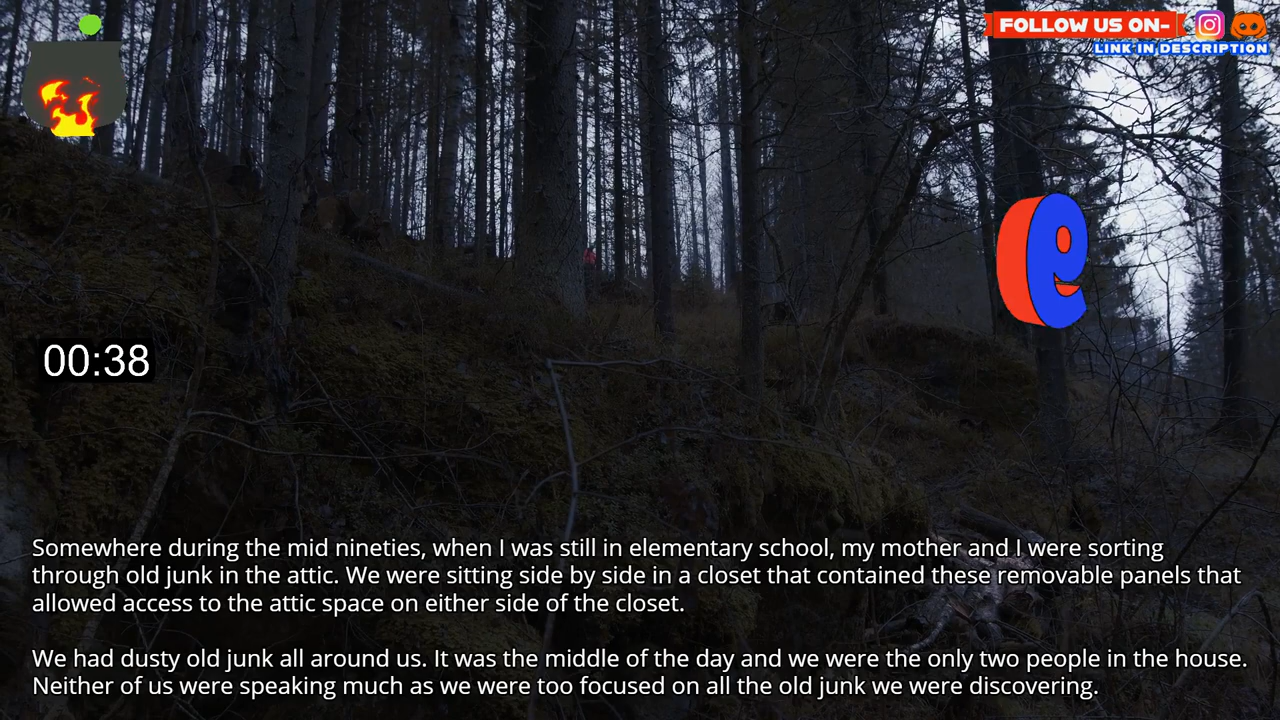 FOLLOW US ON-
LINK IN DESCRIPTION
e
00:38
Somewhere during the mid nineties, when I was still in elementary school, my mother and I were sorting
through old junk in the attic. We were sitting side by side in a closet that contained these removable panels that
allowed access to the attic space on either side of the closet.
We had dusty old junk all around us. It was the middle of the day and we were the only two people in the house.
Neither of us were speaking much as we were too focused on all the old junk we were discovering.